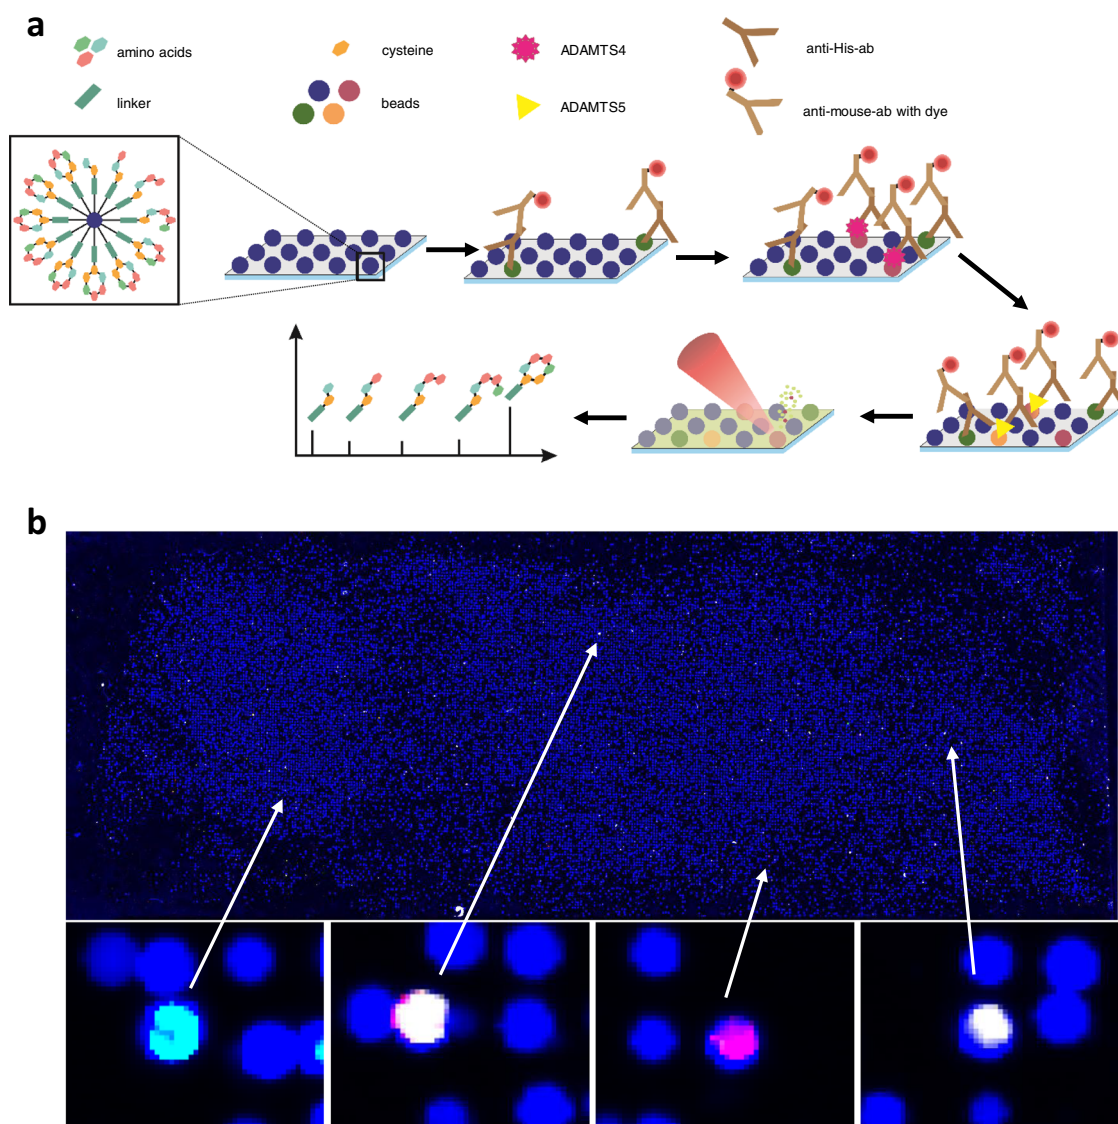 a
amino acids
cysteine
ADAMTS4
anti-His-ab
linker
beads
ADAMTS5
anti-mouse-ab with dye
b